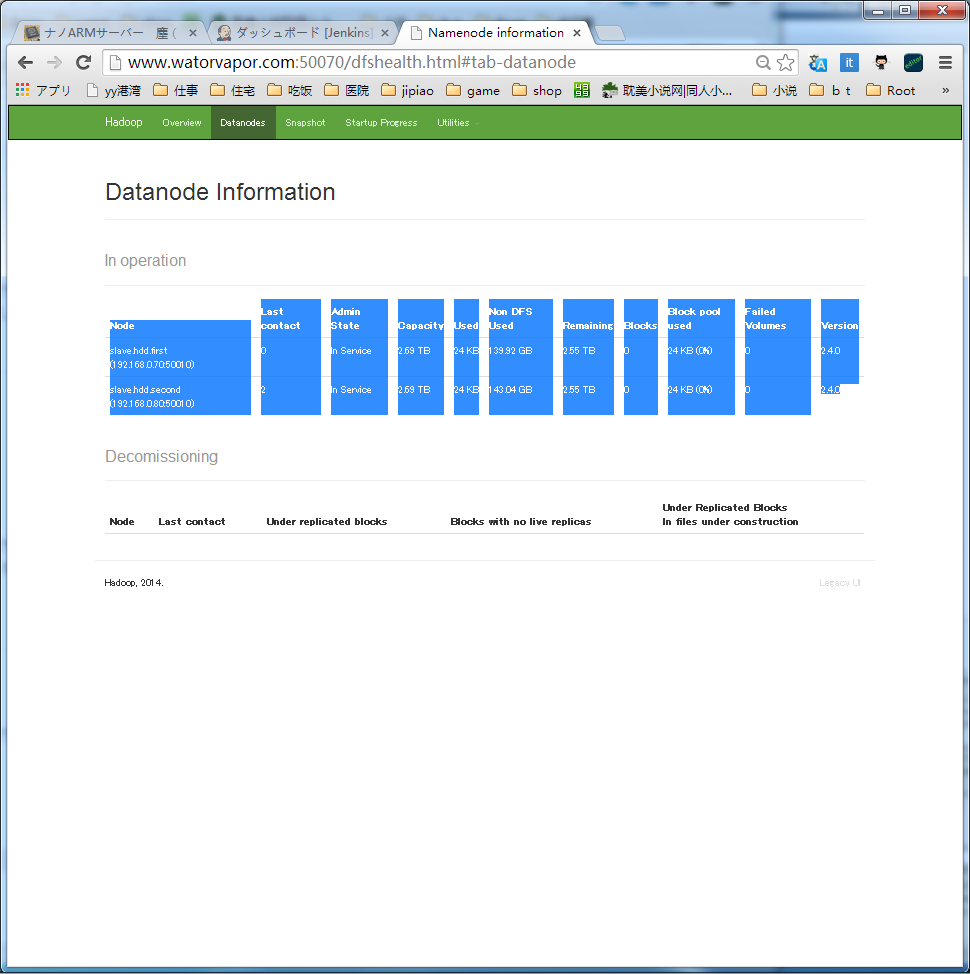 ナノARMサーバー 塵 (
ダッシュボード [Jenkins]
Namenode information
www.watorvapor.com:50070/dfshealth.html#tab-datanode
it
editor
アプリ yy港湾 仕事 住宅 吃饭 医院 jipiao game shop 耽美小说网|同人小... 小说 b t Root »
Hadoop Overview Datanodes Snapshot Startup Progress Utilities
Datanode Information
In operation
Node Last contact Admin State Capacity Used Non DFS Used Remaining Blocks Block pool used Failed Volumes Version
slave.hdd.first (192.168.0.70:50010) 0 In Service 2.69 TB 24 KB 139.92 GB 2.55 TB 0 24 KB (0%) 0 2.4.0
slave.hdd.second (192.168.0.80:50010) 2 In Service 2.69 TB 24 KB 143.04 GB 2.55 TB 0 24 KB (0%) 0 2.4.0
Decomissioning
Node Last contact Under replicated blocks Blocks with no live replicas Under Replicated Blocks In files under construction
Hadoop, 2014.
Legacy UI